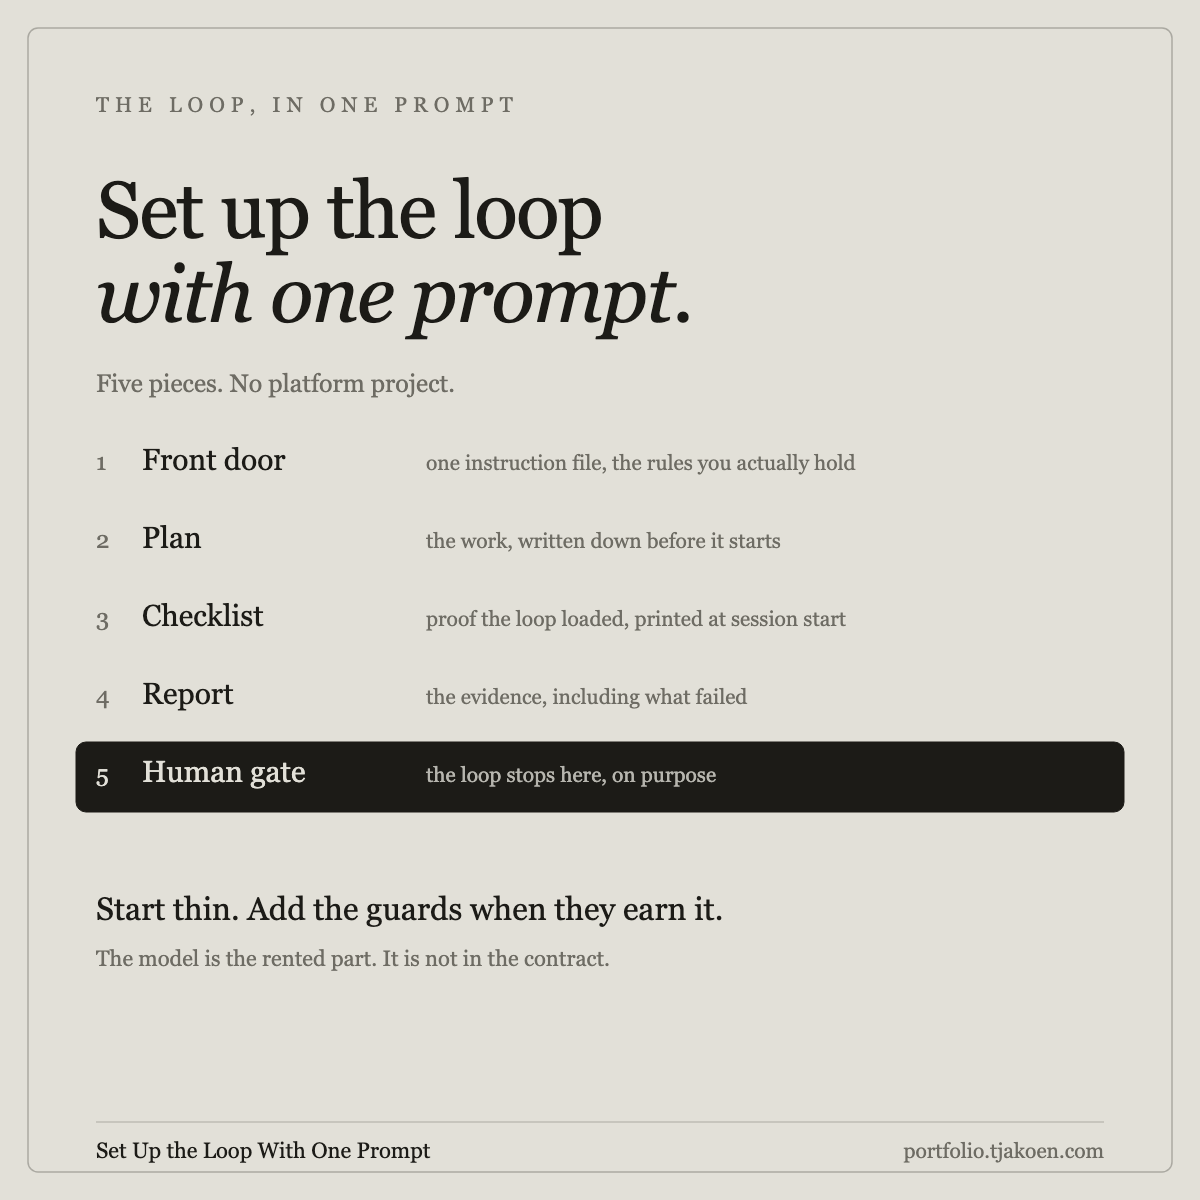 THE LOOP, IN ONE PROMPT
Set up the loop
with one prompt.
Five pieces. No platform project.
1 Front door one instruction file, the rules you actually hold
2 Plan the work, written down before it starts
3 Checklist proof the loop loaded, printed at session start
4 Report the evidence, including what failed
5 Human gate the loop stops here, on purpose
Start thin. Add the guards when they earn it.
The model is the rented part. It is not in the contract.
Set Up the Loop With One Prompt portfolio.tjakoen.com